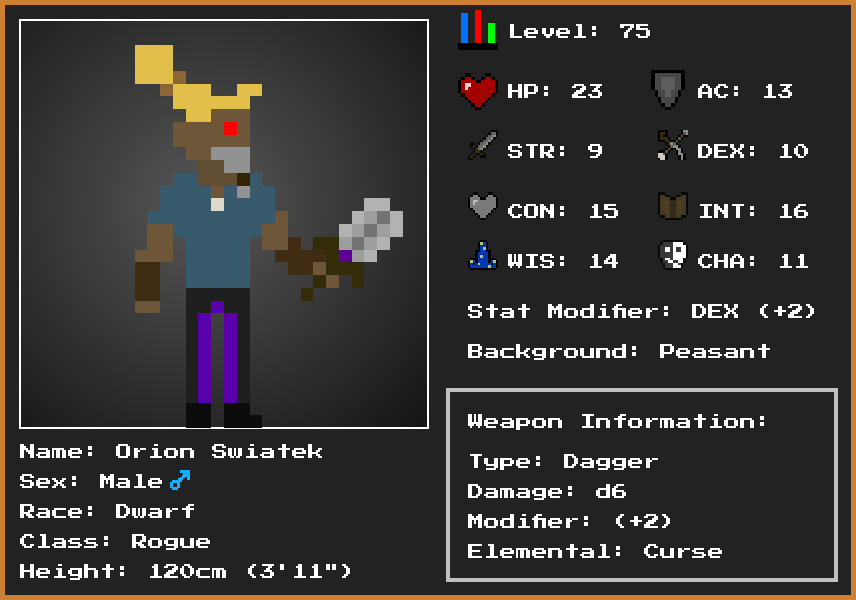 Level: 75
HP: 23
AC: 13
STR: 9
DEX: 10
CON: 15
INT: 16
WIS: 14
CHA: 11
Stat Modifier: DEX (+2)
Background: Peasant
Weapon Information:
Type: Dagger
Damage: d6
Modifier: (+2)
Elemental: Curse
Name: Orion Swiatek
Sex: Male ♂
Race: Dwarf
Class: Rogue
Height: 120cm (3'11")